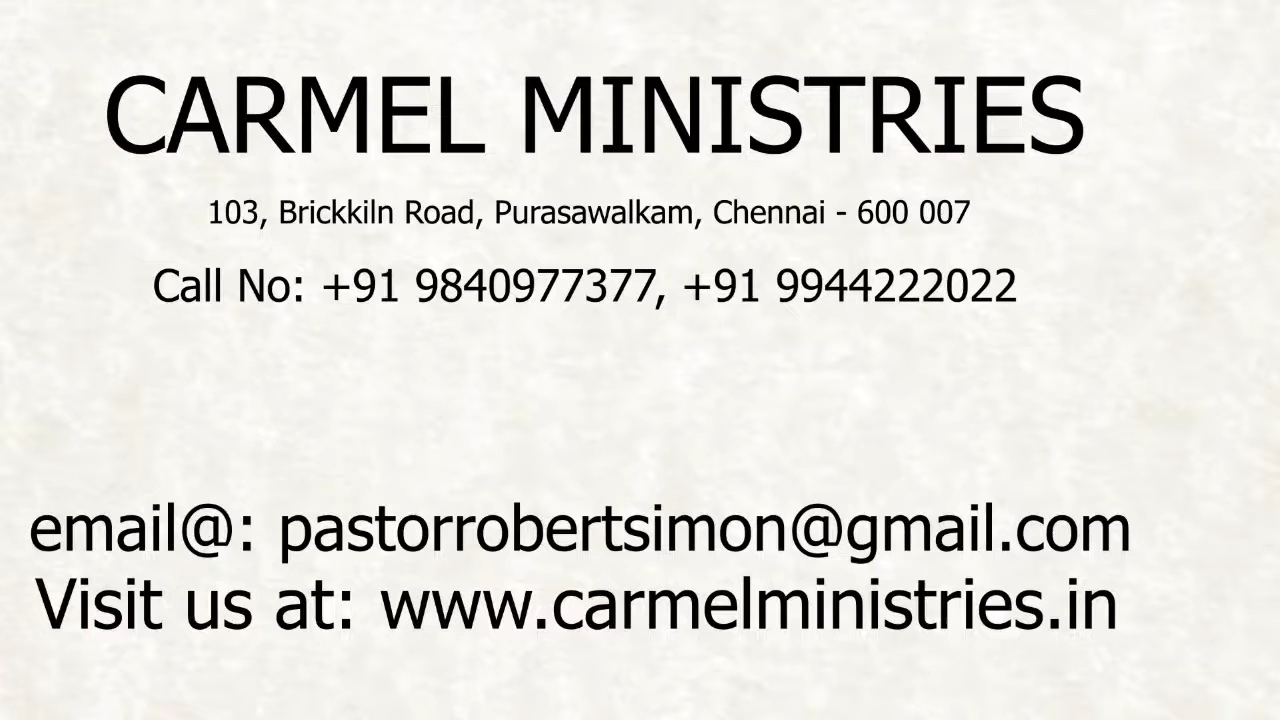 CARMEL MINISTRIES
103, Brickkiln Road, Purasawalkam, Chennai - 600 007
Call No: +91 9840977377, +91 9944222022
email@: pastorrobertsimon@gmail.com
Visit us at: www.carmelministries.in